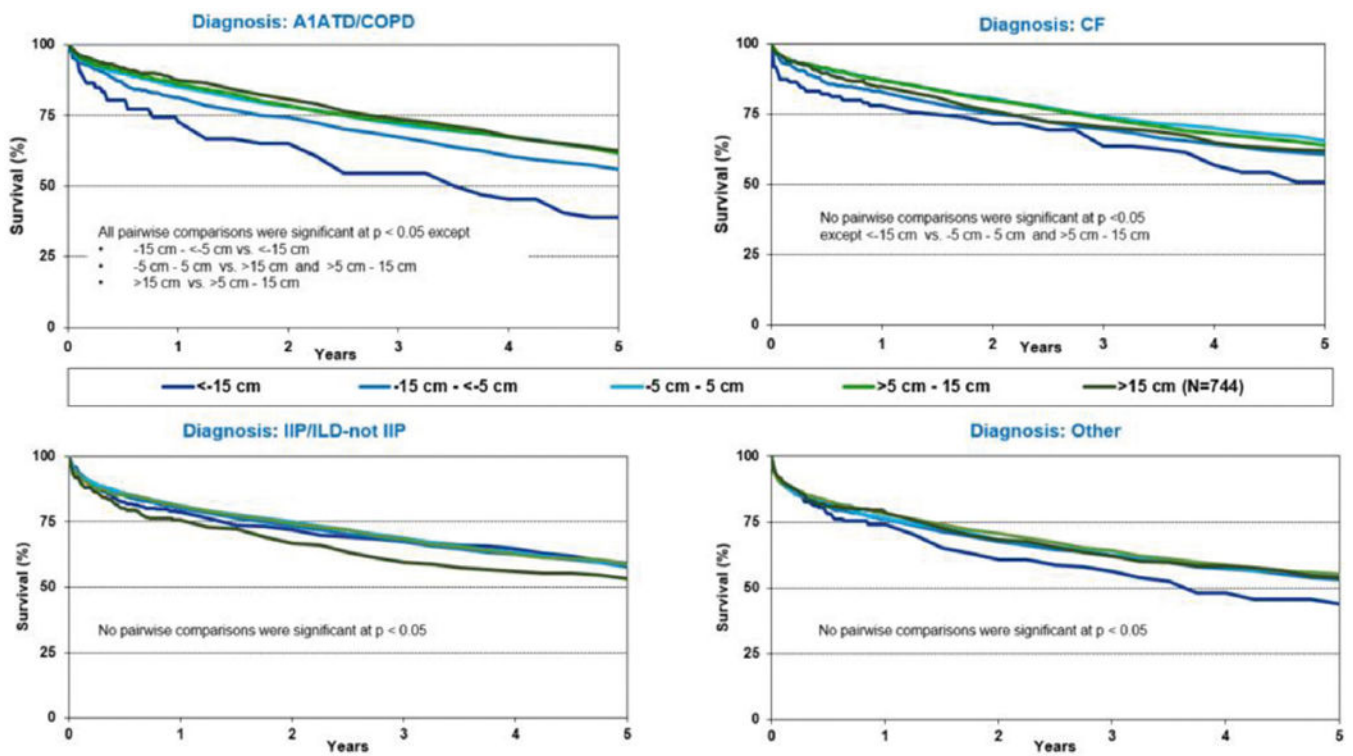 Diagnosis: A1ATD/COPD
100
75
50
25
0
Survival (%)
All pairwise comparisons were significant at p < 0.05 except
• -15 cm - <-5 cm vs. <-15 cm
• -5 cm - 5 cm vs. >15 cm and >5 cm - 15 cm
• >15 cm vs. >5 cm - 15 cm
0 1 2 3 4 5
Years
Diagnosis: CF
100
75
50
25
0
Survival (%)
No pairwise comparisons were significant at p <0.05
except <-15 cm vs. -5 cm - 5 cm and >5 cm - 15 cm
0 1 2 3 4 5
Years
<-15 cm -15 cm - <-5 cm -5 cm - 5 cm >5 cm - 15 cm >15 cm (N=744)
Diagnosis: IIP/ILD-not IIP
100
75
50
25
0
Survival (%)
No pairwise comparisons were significant at p < 0.05
0 1 2 3 4 5
Years
Diagnosis: Other
100
75
50
25
0
Survival (%)
No pairwise comparisons were significant at p < 0.05
0 1 2 3 4 5
Years